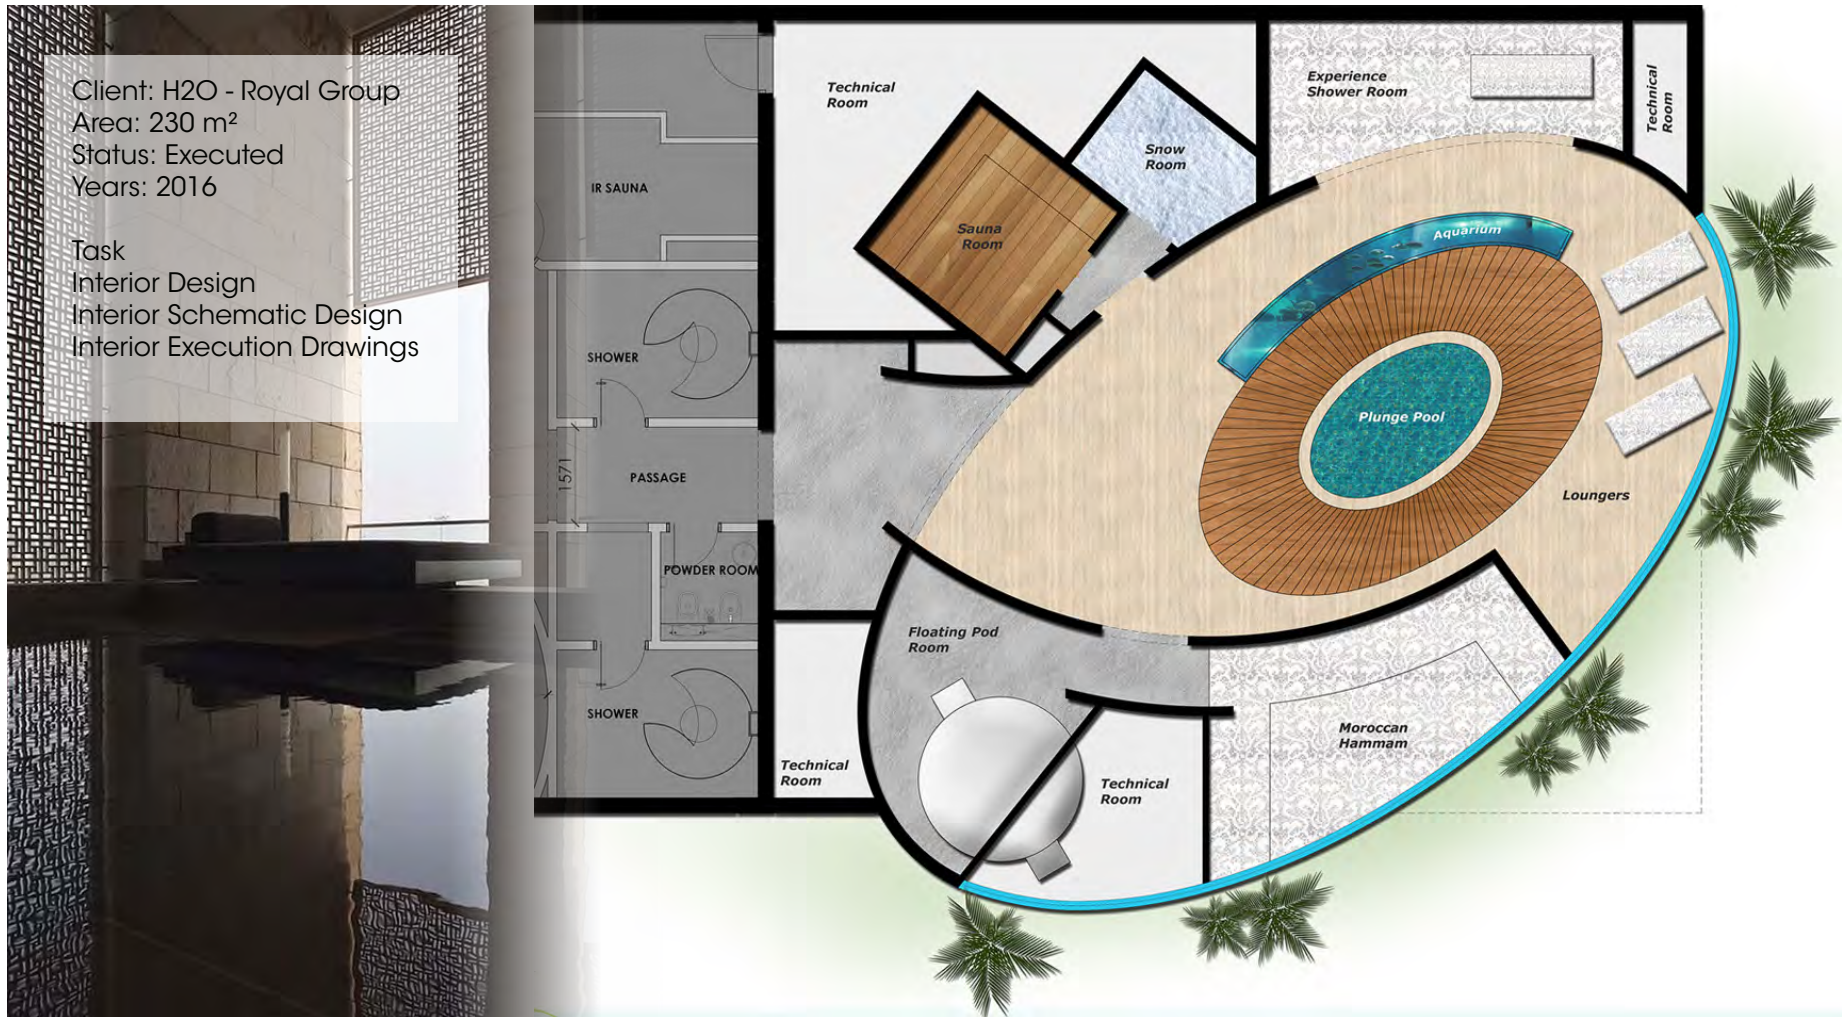 Client: H2O - Royal Group
Area: 230 m²
Status: Executed
Years: 2016
Task
Interior Design
Interior Schematic Design
Interior Execution Drawings
Technical
Room
Experience
Shower Room
Technical
Room
Snow
Room
IR SAUNA
Sauna
Room
Aquarium
SHOWER
Plunge Pool
1571
PASSAGE
Loungers
POWDER ROOM
Floating Pod
Room
SHOWER
Moroccan
Hammam
Technical
Room
Technical
Room